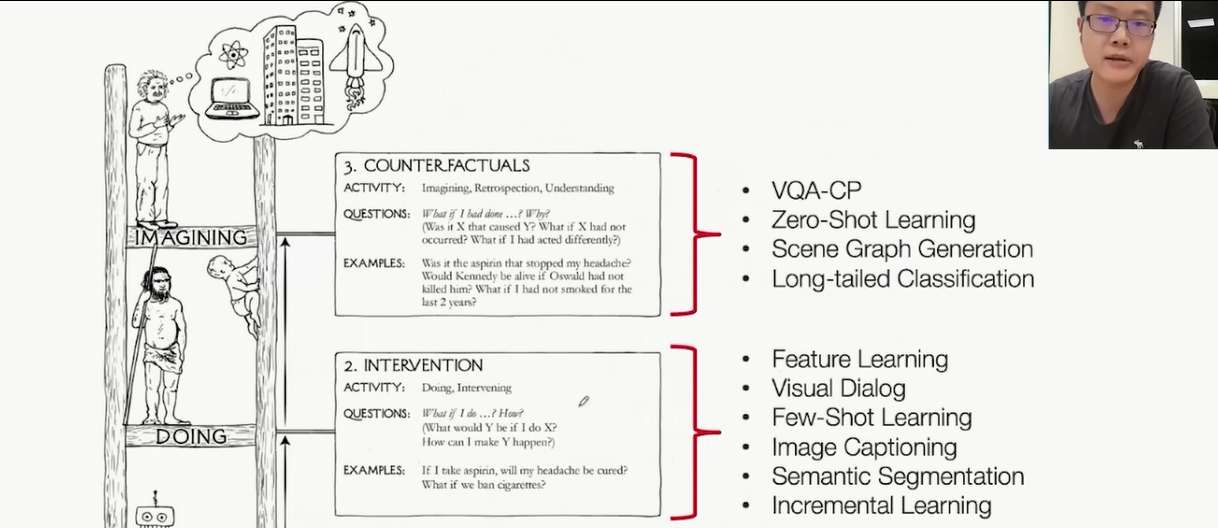 3. COUNTERFACTUALS
ACTIVITY: Imagining, Retrospection, Understanding
QUESTIONS: What if I had done ...? Why?
(Was it X that caused Y? What if X had not
occurred? What if I had acted differently?)
EXAMPLES: Was it the aspirin that stopped my headache?
Would Kennedy be alive if Oswald had not
killed him? What if I had not smoked for the
last 2 years?
IMAGINING
• VQA-CP
• Zero-Shot Learning
• Scene Graph Generation
• Long-tailed Classification
2. INTERVENTION
ACTIVITY: Doing, Intervening
QUESTIONS: What if I do ...? How?
(What would Y be if I do X?
How can I make Y happen?)
EXAMPLES: If I take aspirin, will my headache be cured?
What if we ban cigarettes?
DOING
• Feature Learning
• Visual Dialog
• Few-Shot Learning
• Image Captioning
• Semantic Segmentation
• Incremental Learning